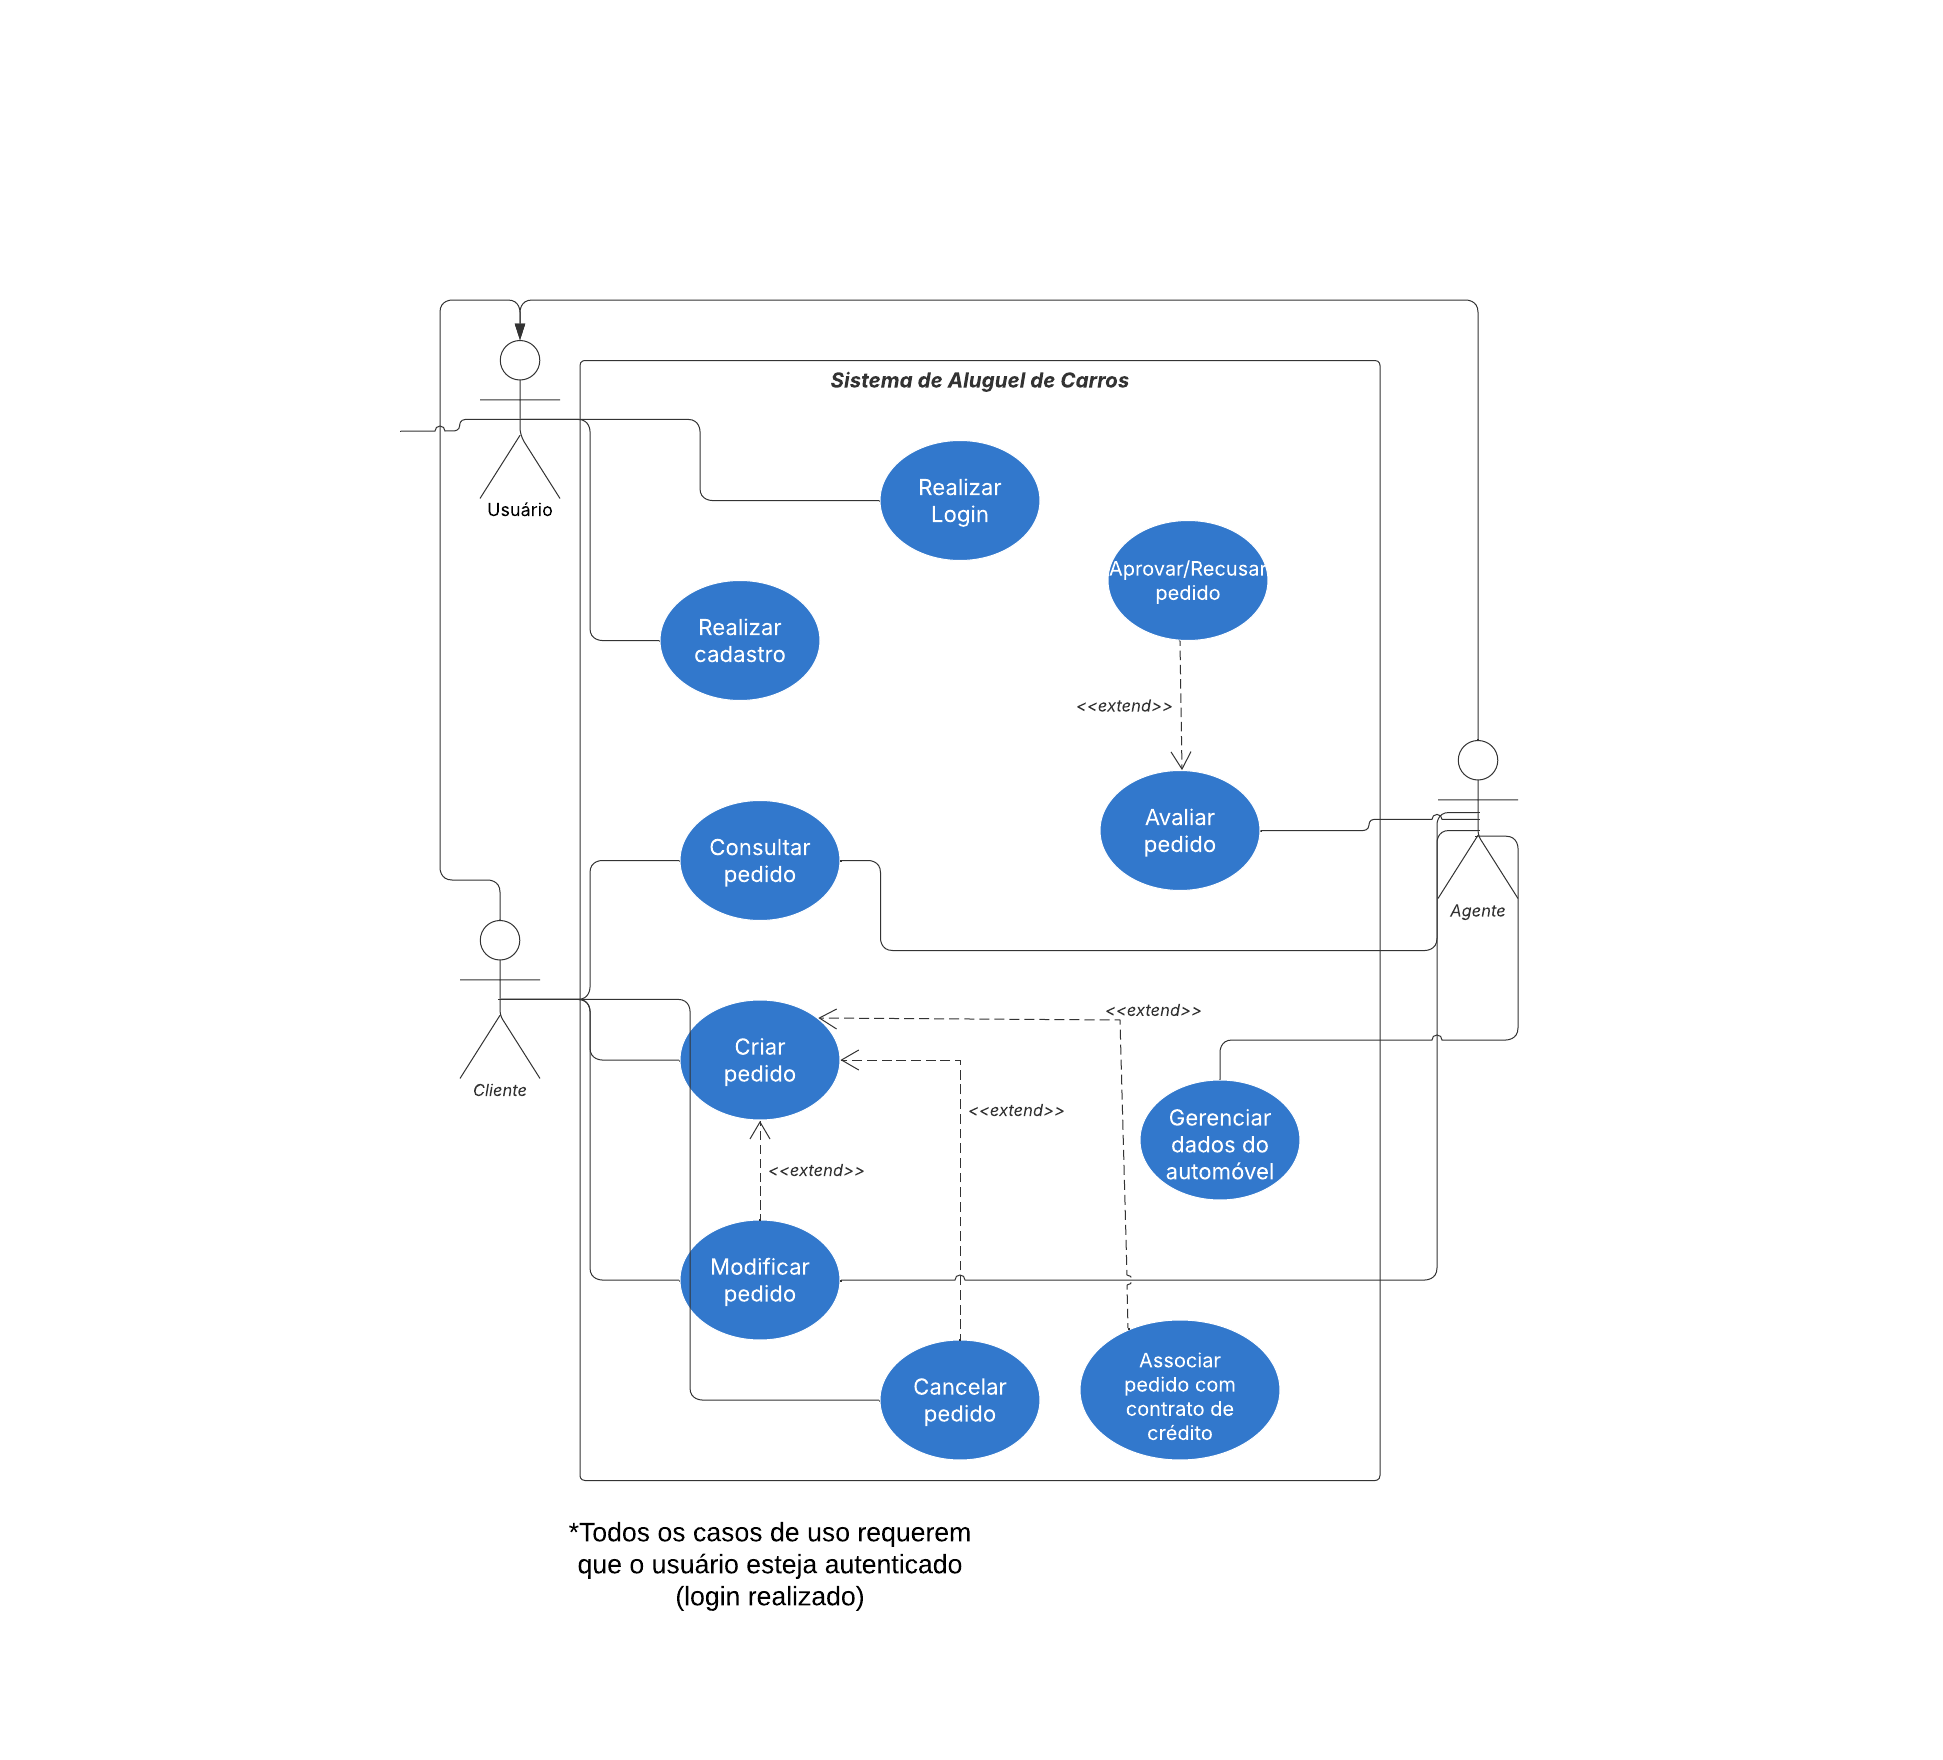 Sistema de Aluguel de Carros
Usuário
Realizar
Login
Aprovar/Recusar
pedido
Realizar
cadastro
<<extend>>
Avaliar
pedido
Consultar
pedido
Agente
Cliente
Criar
pedido
<<extend>>
<<extend>>
<<extend>>
Gerenciar
dados do
automóvel
Modificar
pedido
Cancelar
pedido
Associar
pedido com
contrato de
crédito
*Todos os casos de uso requerem
que o usuário esteja autenticado
(login realizado)